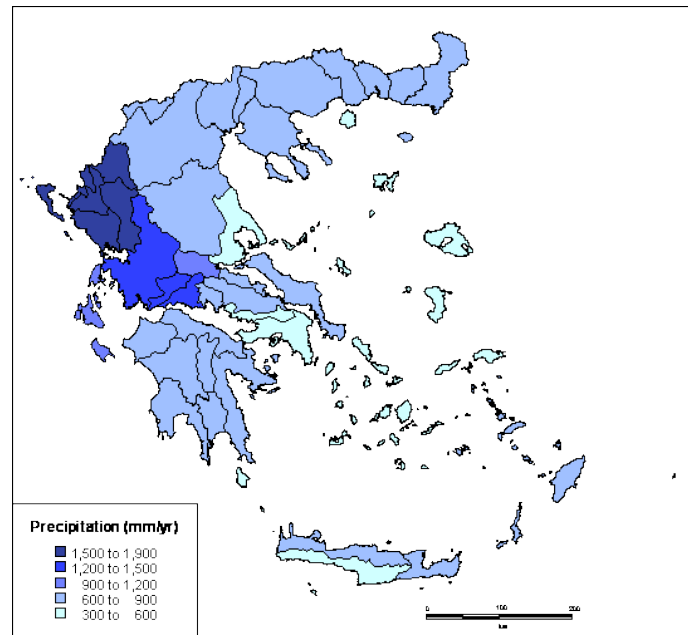 Precipitation (mm/yr)
1,500 to 1,900
1,200 to 1,500
900 to 1,200
600 to 900
300 to 600
0 100 200
km